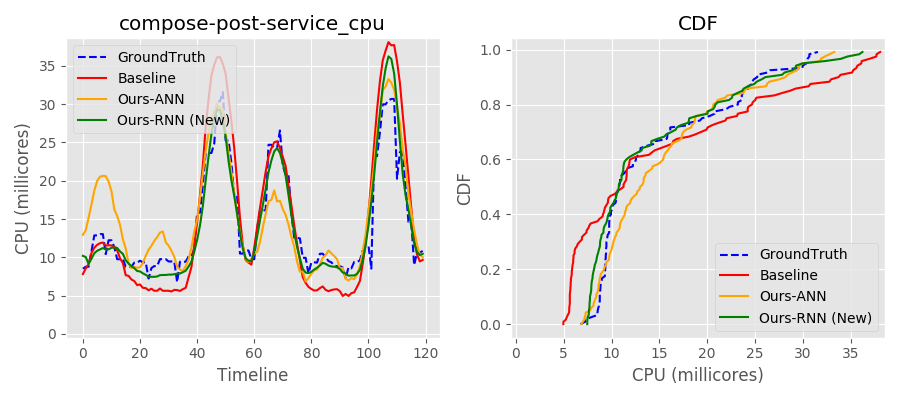 compose-post-service_cpu
CPU (millicores)
35
30
25
20
15
10
5
0
GroundTruth
Baseline
Ours-ANN
Ours-RNN (New)
0 20 40 60 80 100 120
Timeline
CDF
CDF
1.0
0.8
0.6
0.4
0.2
0.0
GroundTruth
Baseline
Ours-ANN
Ours-RNN (New)
0 5 10 15 20 25 30 35
CPU (millicores)